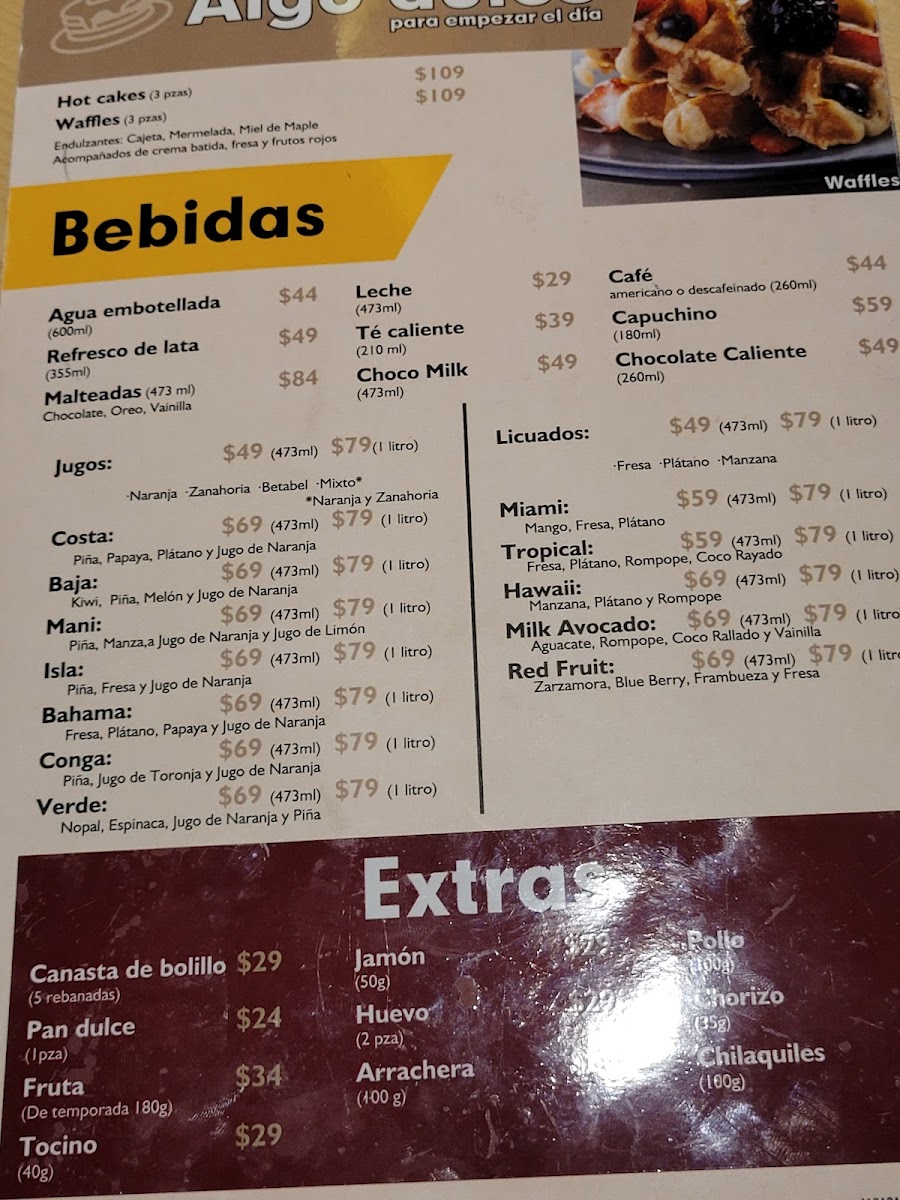 Algo dulce
para empezar el día
Hot cakes (3 pzas) $109
Waffles (3 pzas) $109
Endulzantes: Cajeta, Mermelada, Miel de Maple
Acompañados de crema batida, fresa y frutos rojos
Waffles
Bebidas
Agua embotellada $44
(600ml)
Refresco de lata $49
(355ml)
Malteadas (473 ml) $84
Chocolate, Oreo, Vainilla
Leche $29
(473ml)
Té caliente $39
(210 ml)
Choco Milk $49
(473ml)
Café $44
americano o descafeinado (260ml)
Capuchino $59
(180ml)
Chocolate Caliente $49
(260ml)
Jugos: $49 (473ml) $79 (1 litro)
·Naranja ·Zanahoria ·Betabel ·Mixto*
*Naranja y Zanahoria
Costa: $69 (473ml) $79 (1 litro)
Piña, Papaya, Plátano y Jugo de Naranja
Baja: $69 (473ml) $79 (1 litro)
Kiwi, Piña, Melón y Jugo de Naranja
Mani: $69 (473ml) $79 (1 litro)
Piña, Manza,a Jugo de Naranja y Jugo de Limón
Isla: $69 (473ml) $79 (1 litro)
Piña, Fresa y Jugo de Naranja
Bahama: $69 (473ml) $79 (1 litro)
Fresa, Plátano, Papaya y Jugo de Naranja
Conga: $69 (473ml) $79 (1 litro)
Piña, Jugo de Toronja y Jugo de Naranja
Verde: $69 (473ml) $79 (1 litro)
Nopal, Espinaca, Jugo de Naranja y Piña
Licuados: $49 (473ml) $79 (1 litro)
·Fresa ·Plátano ·Manzana
Miami: $59 (473ml) $79 (1 litro)
Mango, Fresa, Plátano
Tropical: $59 (473ml) $79 (1 litro)
Fresa, Plátano, Rompope, Coco Rayado
Hawaii: $69 (473ml) $79 (1 litro)
Manzana, Plátano y Rompope
Milk Avocado: $69 (473ml) $79 (1 litro
Aguacate, Rompope, Coco Rallado y Vainilla
Red Fruit: $69 (473ml) $79 (1 litro
Zarzamora, Blue Berry, Frambueza y Fresa
Extras
Canasta de bolillo $29
(5 rebanadas)
Pan dulce $24
(1pza)
Fruta $34
(De temporada 180g)
Tocino $29
(40g)
Jamón $29
(50g)
Huevo $29
(2 pza)
Arrachera
(100 g)
Pollo
(100g)
Chorizo
(35g)
Chilaquiles
(100g)